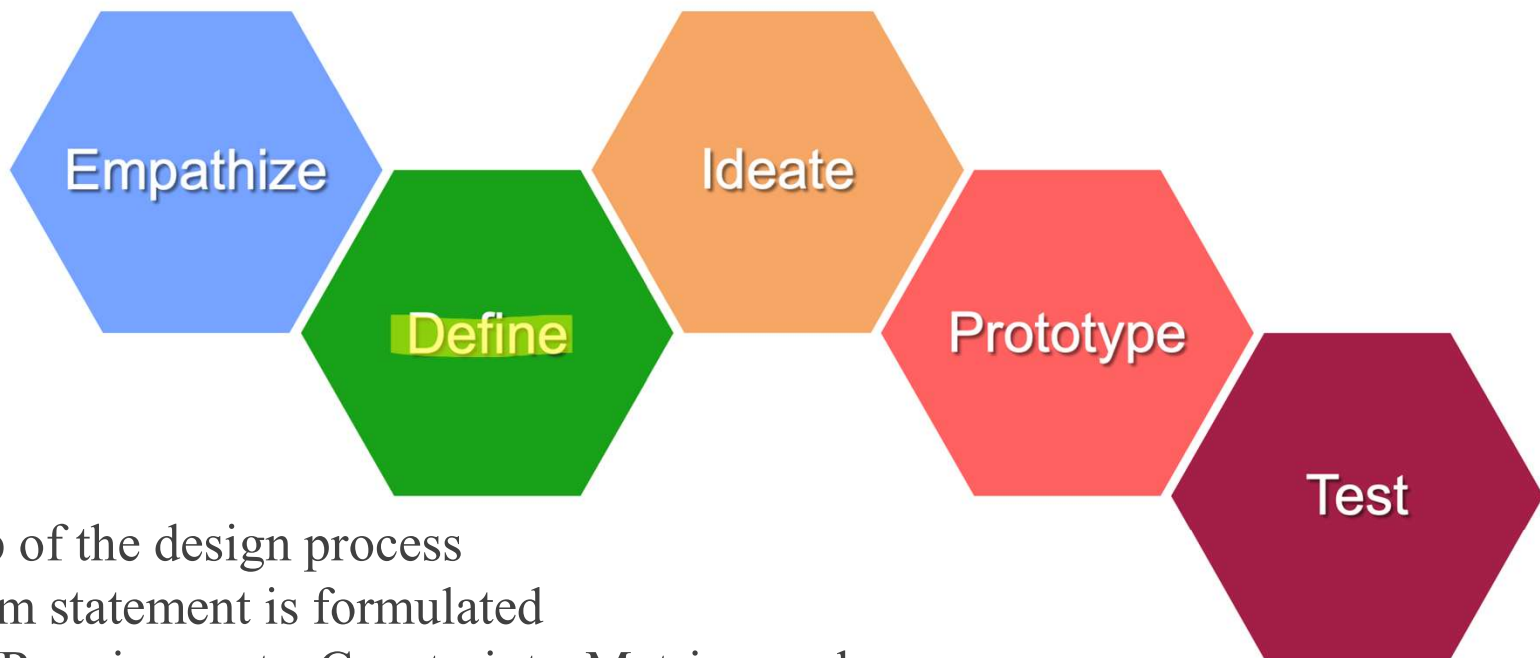 Empathize
Define
Ideate
Prototype
Test
of the design process
statement is formulated